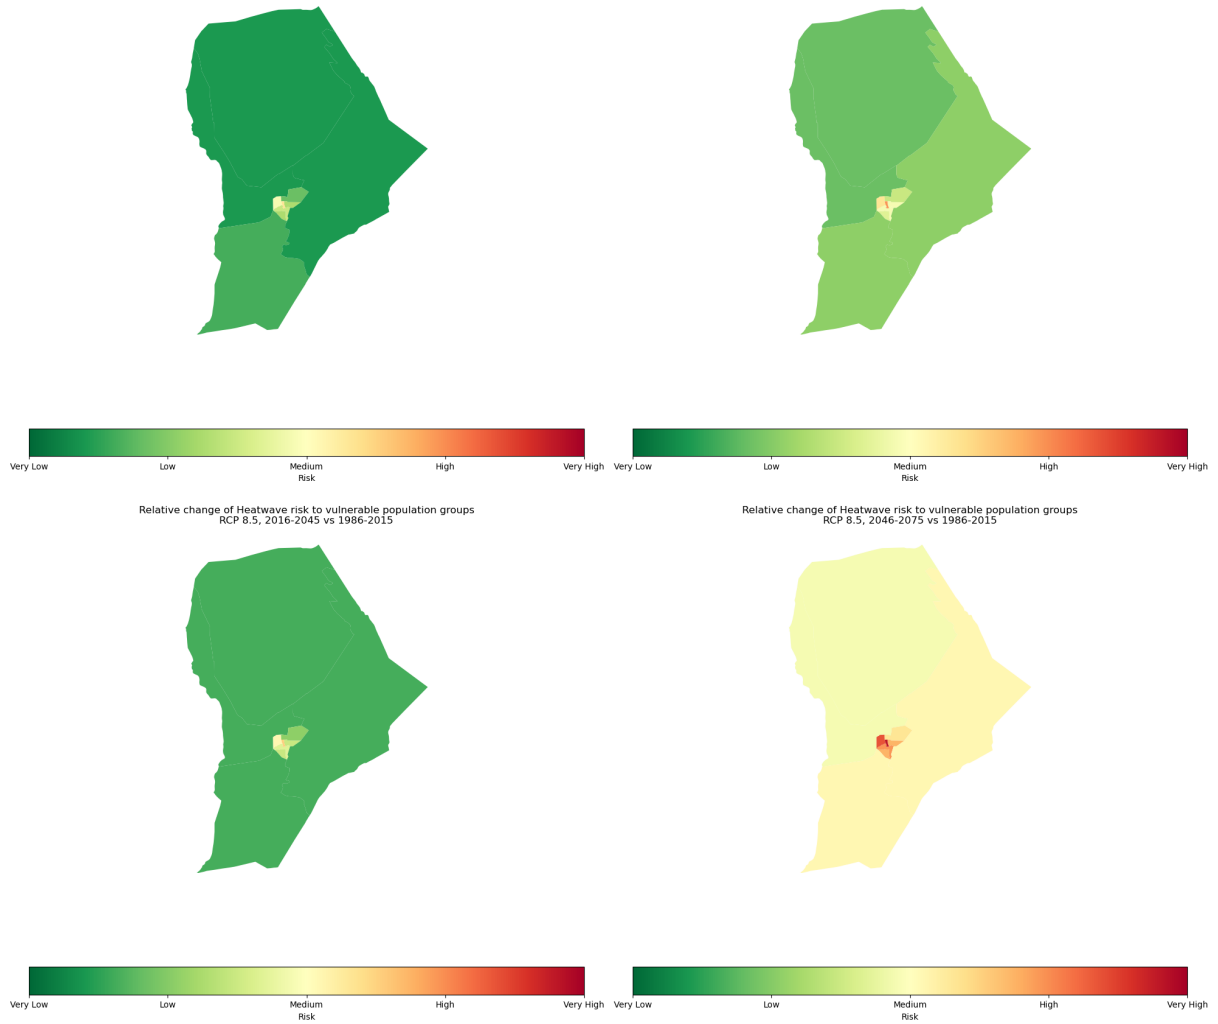 Very Low Low Medium High Very High
Risk
Very Low Low Medium High Very High
Risk
Relative change of Heatwave risk to vulnerable population groups
RCP 8.5, 2016-2045 vs 1986-2015
Relative change of Heatwave risk to vulnerable population groups
RCP 8.5, 2046-2075 vs 1986-2015
Very Low Low Medium High Very High
Risk
Very Low Low Medium High Very High
Risk